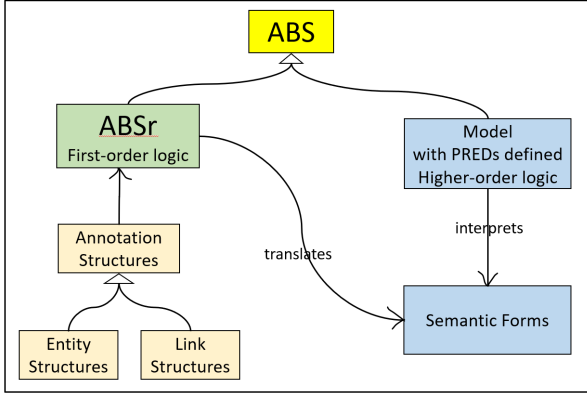 ABS
ABSr
First-order logic
Model
with PREDs defined
Higher-order logic
Annotation
Structures
translates
interprets
Semantic Forms
Entity
Structures
Link
Structures